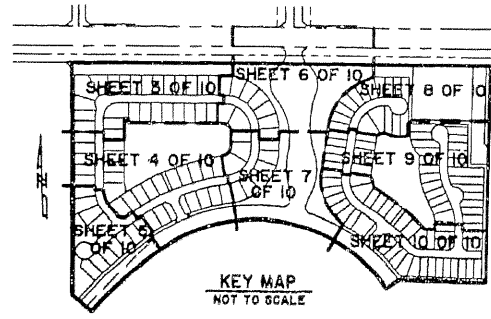 SHEET 6 OF 10
SHEET 3 OF 10
SHEET 8 OF 10
SHEET 4 OF 10
SHEET 9 OF 10
SHEET 7
OF 10
SHEET 5
OF 10
SHEET 10 OF 10
N
KEY MAP
NOT TO SCALE